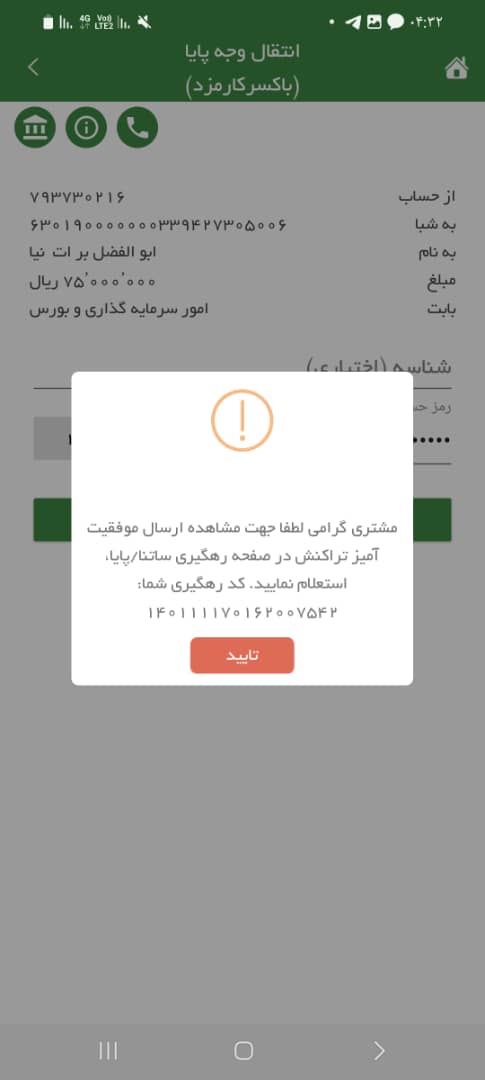 ۰۴:۳۲
4G
Vo))
LTE2
انتقال وجه پایا
(باکسرکارمزد)
از حساب ۷۹۳۷۳۰۲۱۶
به شبا ۶۳۰۱۹۰۰۰۰۰۰۰۳۳۹۴۲۷۳۰۵۰۰۶
به نام ابو الفضل بر ات نیا
مبلغ ۷۵٬۰۰۰٬۰۰۰ ریال
بابت امور سرمایه گذاری و بورس
شناسه (اختیاری)
رمز
مشتری گرامی لطفا جهت مشاهده ارسال موفقیت
آمیز تراکنش در صفحه رهگیری ساتنا/پایا،
استعلام نمایید. کد رهگیری شما:
۱۴۰۱۱۱۱۷۰۱۶۲۰۰۷۵۴۲
تایید